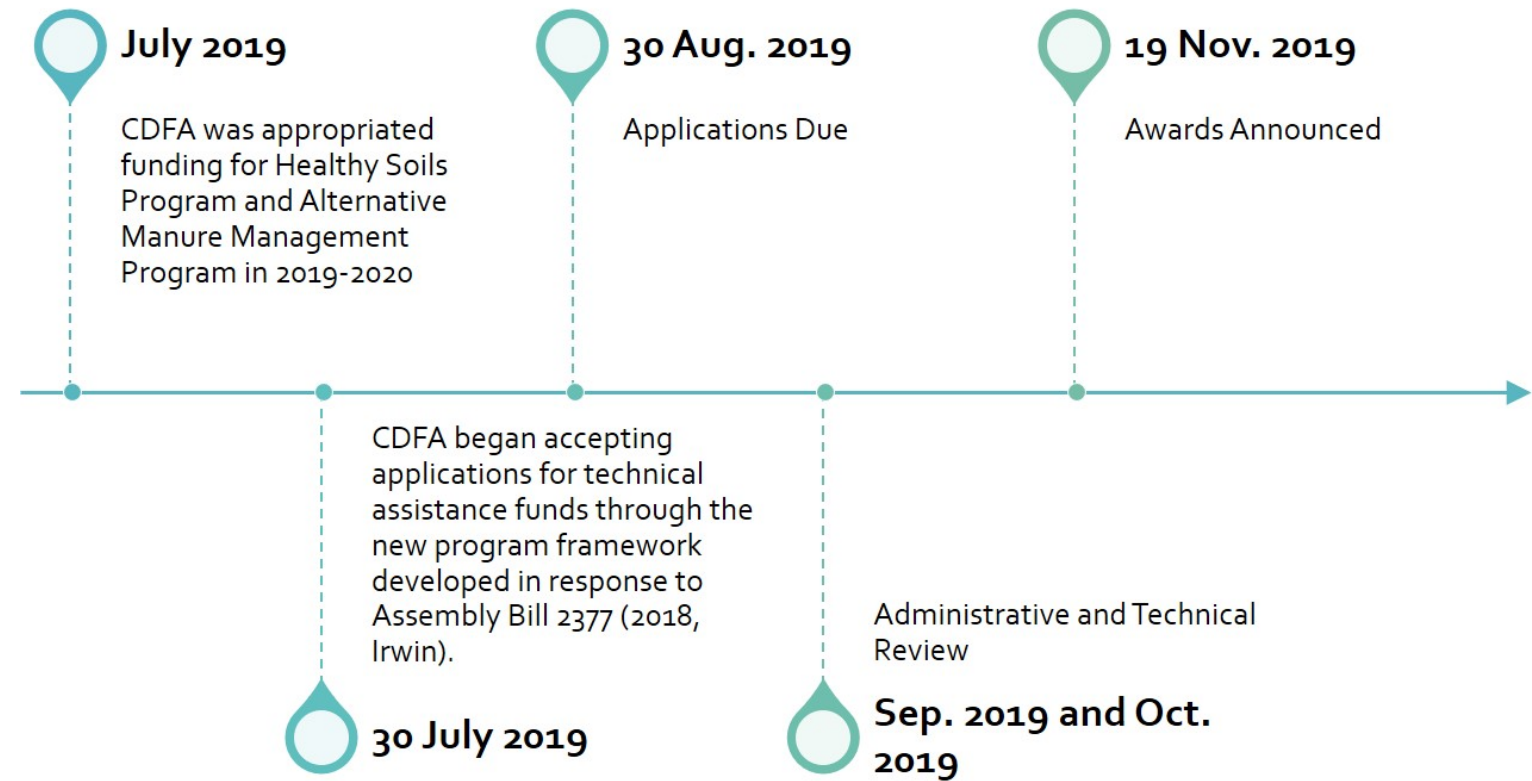 July 2019
CDFA was appropriated
funding for Healthy Soils
Program and Alternative
Manure Management
Program in 2019-2020
30 July 2019
CDFA began accepting
applications for technical
assistance funds through the
new program framework
developed in response to
Assembly Bill 2377 (2018,
Irwin).
30 Aug. 2019
Applications Due
Sep. 2019 and Oct.
2019
Administrative and Technical
Review
19 Nov. 2019
Awards Announced